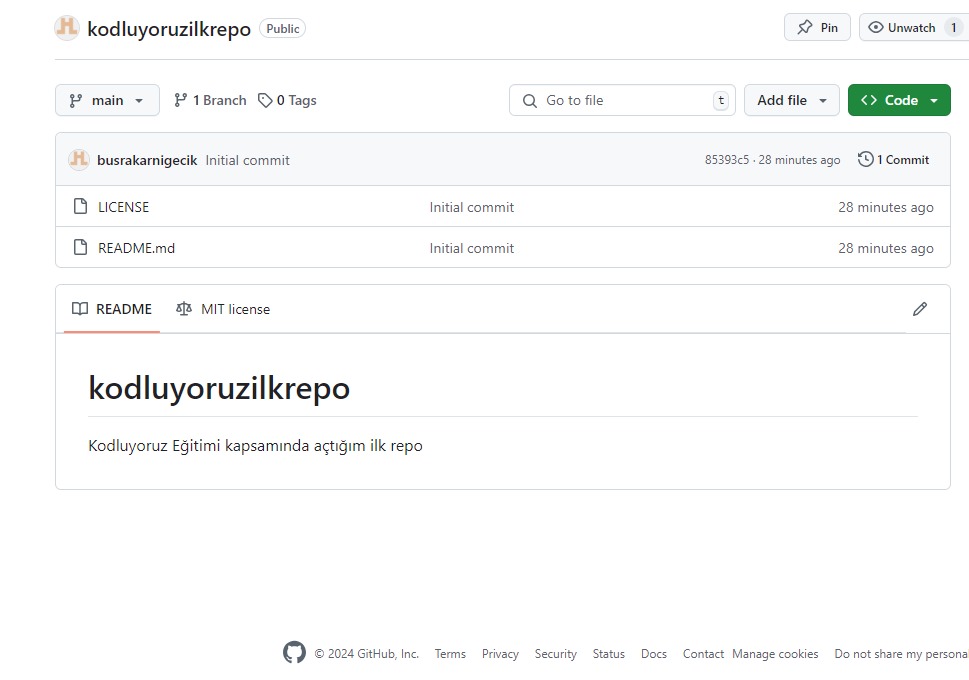 kodluyoruzilkrepo Public Pin Unwatch 1
main 1 Branch 0 Tags Go to file t Add file <> Code
busrakarnigecik Initial commit 85393c5 · 28 minutes ago 1 Commit
LICENSE Initial commit 28 minutes ago
README.md Initial commit 28 minutes ago
README MIT license
kodluyoruzilkrepo
Kodluyoruz Eğitimi kapsamında açtığım ilk repo
© 2024 GitHub, Inc. Terms Privacy Security Status Docs Contact Manage cookies Do not share my persona